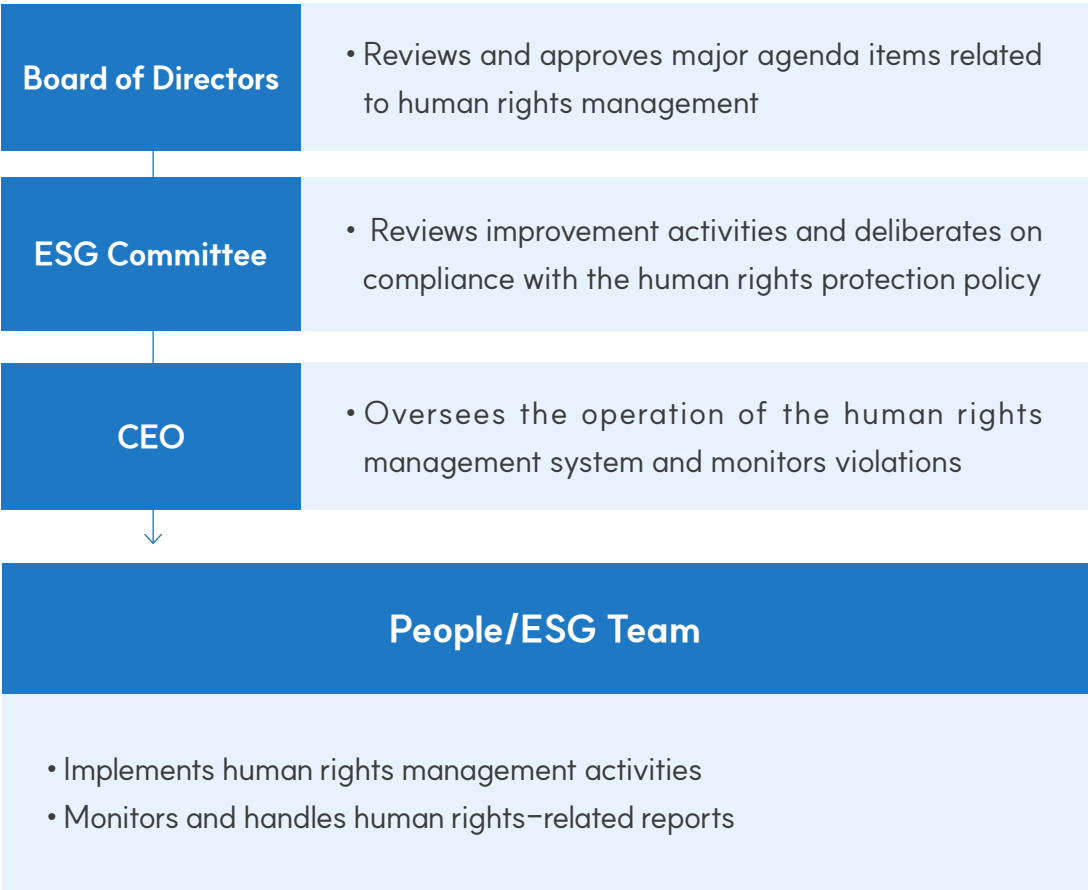 Board of Directors
• Reviews and approves major agenda items related
to human rights management
ESG Committee
• Reviews improvement activities and deliberates on
compliance with the human rights protection policy
CEO
• Oversees the operation of the human rights
management system and monitors violations
People/ESG Team
• Implements human rights management activities
• Monitors and handles human rights-related reports